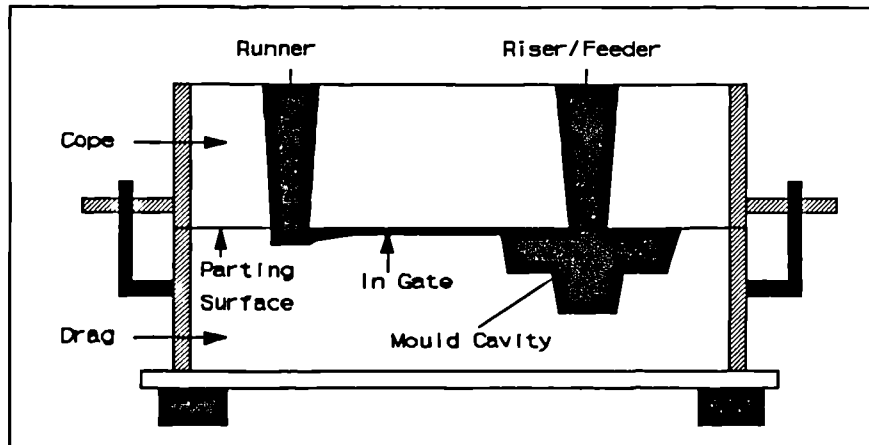 Runner
Riser/Feeder
Cope
Parting
Surface
In Gate
Mould Cavity
Drag